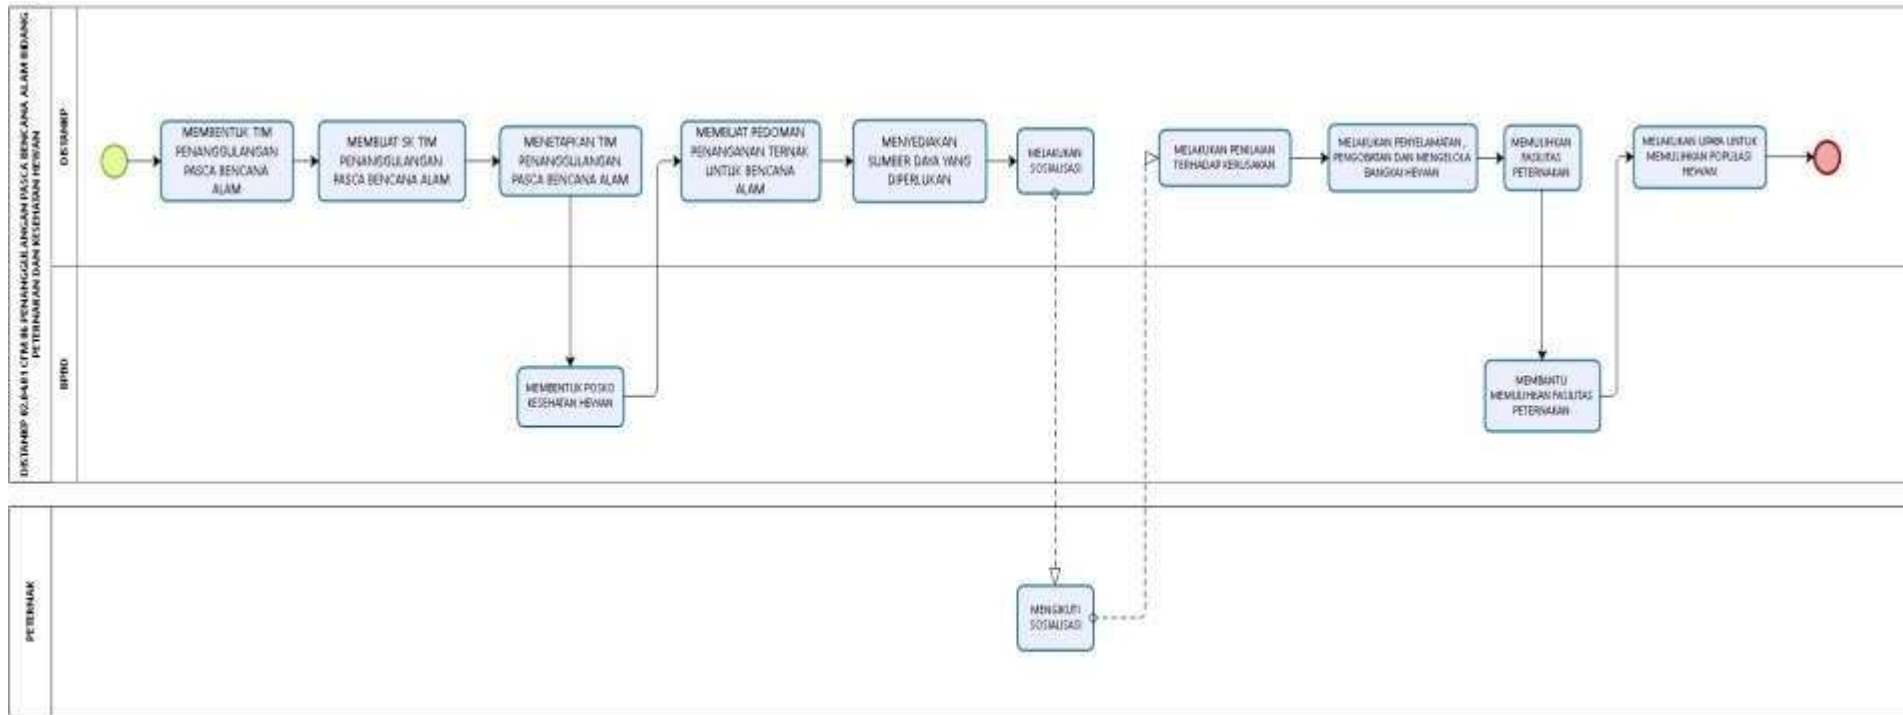 DISTANKP 02.04.01 CFM 06 PENANGGULANGAN PASCA BENCANA ALAM BIDANG
PETERNAKAN DAN KESEHATAN HEWAN
DISTANKP
MEMBENTUK TIM
PENANGGULANGAN
PASCA BENCANA
ALAM
MEMBUAT SK TIM
PENANGGULANGAN
PASCA BENCANA ALAM
MENETAPKAN TIM
PENANGGULANGAN
PASCA BENCANA ALAM
MEMBUAT PEDOMAN
PENANGANAN TERNAK
UNTUK BENCANA
ALAM
MENYEDIAKAN
SUMBER DAYA YANG
DIPERLUKAN
MELAKUKAN
SOSIALISASI
MELAKUKAN PENILAIAN
TERHADAP KERUSAKAN
MELAKUKAN PENYELAMATAN ,
PENGOBATAN DAN MENGELOLA
BANGKAI HEWAN
MEMULIHKAN
FASILITAS
PETERNAKAN
MELAKUKAN UPAYA UNTUK
MEMULIHKAN POPULASI
HEWAN
BPBD
MEMBENTUK POSKO
KESEHATAN HEWAN
MEMBANTU
MEMULIHKAN FASILITAS
PETERNAKAN
PETERNAK
MENGIKUTI
SOSIALISASI